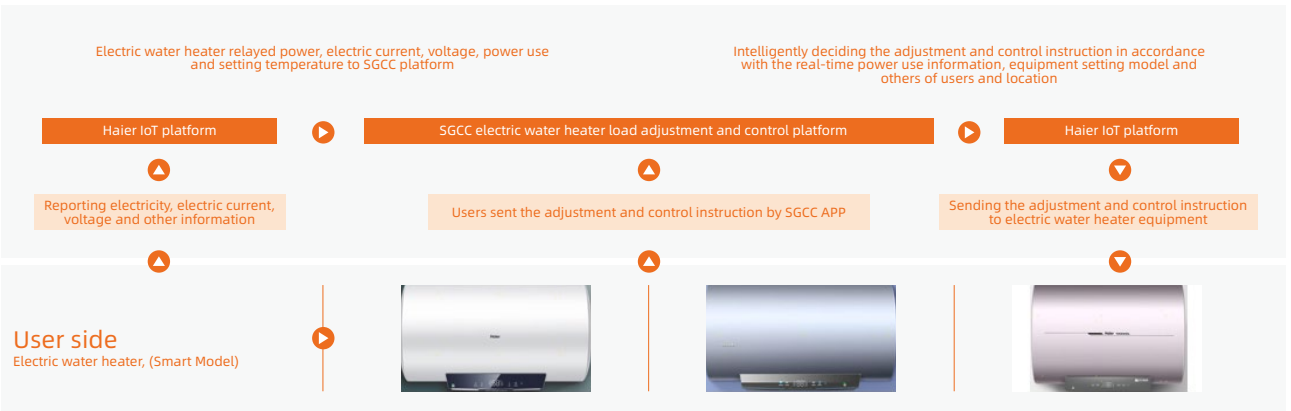 Electric water heater relayed power, electric current, voltage, power use
and setting temperature to SGCC platform
Intelligently deciding the adjustment and control instruction in accordance
with the real-time power use information, equipment setting model and
others of users and location
Haier IoT platform
SGCC electric water heater load adjustment and control platform
Haier IoT platform
Reporting electricity, electric current,
voltage and other information
Users sent the adjustment and control instruction by SGCC APP
Sending the adjustment and control instruction
to electric water heater equipment
User side
Electric water heater, (Smart Model)
Haier